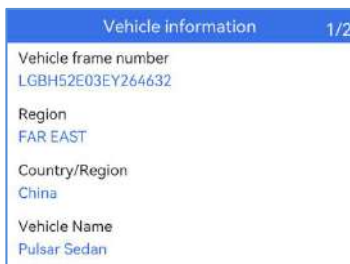 Vehicle information 1/2
Vehicle frame number
LGBH52E03EY264632
Region
FAR EAST
Country/Region
China
Vehicle Name
Pulsar Sedan